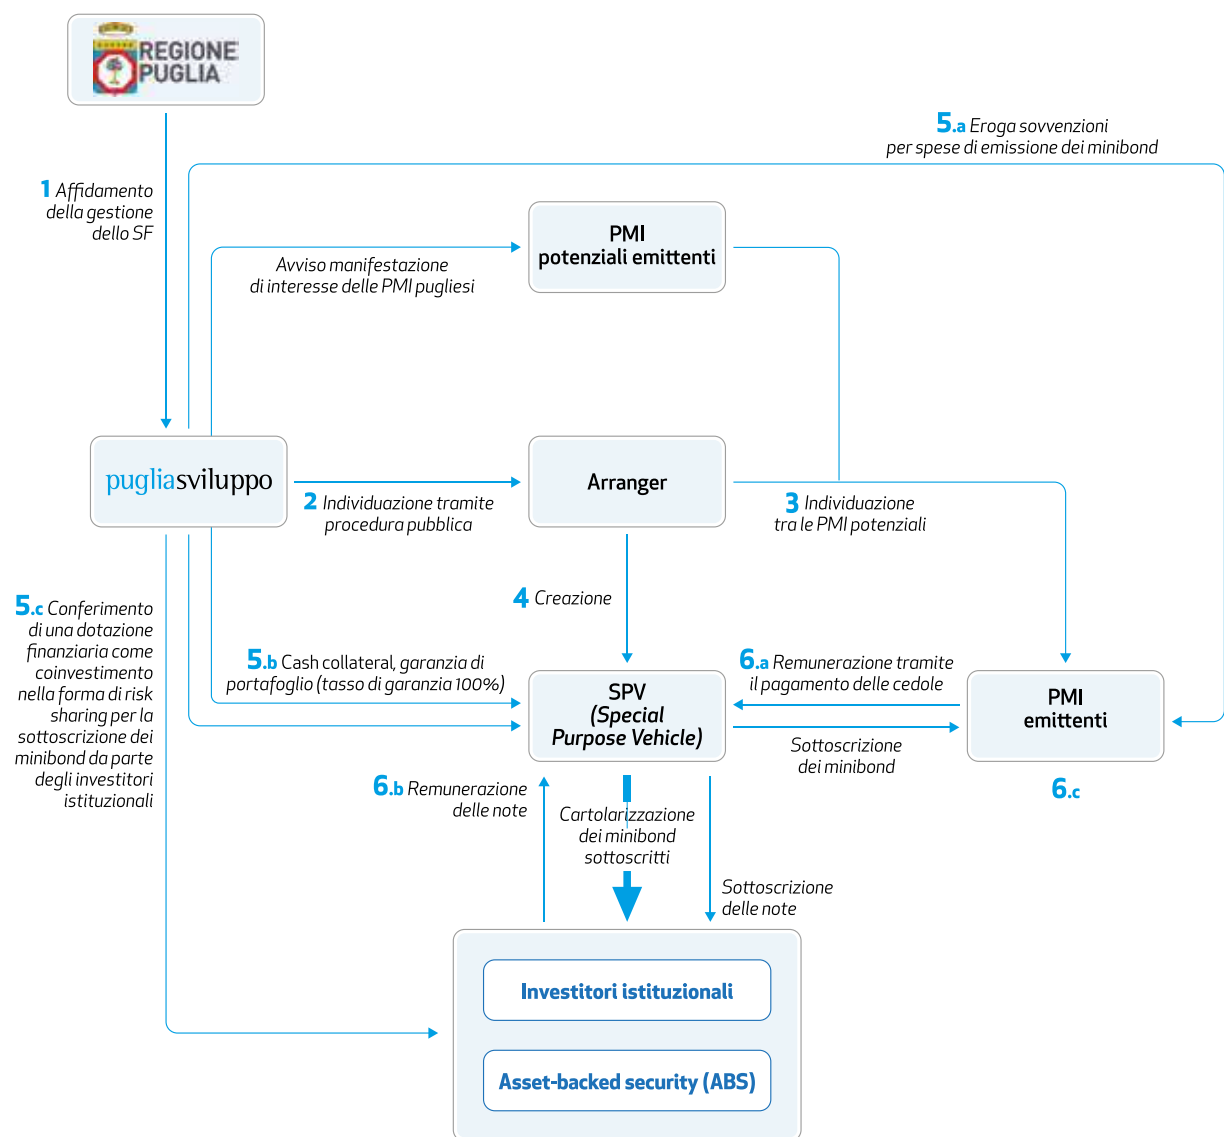 REGIONE
PUGLIA
5.a Eroga sovvenzioni
per spese di emissione dei minibond
1 Affidamento
della gestione
dello SF
PMI
potenziali emittenti
Avviso manifestazione
di interesse delle PMI pugliesi
pugliasviluppo
2 Individuazione tramite
procedura pubblica
Arranger
3 Individuazione
tra le PMI potenziali
4 Creazione
5.c Conferimento
di una dotazione
finanziaria come
coinvestimento
nella forma di risk
sharing per la
sottoscrizione dei
minibond da parte
degli investitori
istituzionali
5.b Cash collateral, garanzia di
portafoglio (tasso di garanzia 100%)
SPV
(Special
Purpose Vehicle)
6.a Remunerazione tramite
il pagamento delle cedole
PMI
emittenti
Sottoscrizione
dei minibond
6.c
6.b Remunerazione
delle note
Cartolarizzazione
dei minibond
sottoscritti
Sottoscrizione
delle note
Investitori istituzionali
Asset-backed security (ABS)